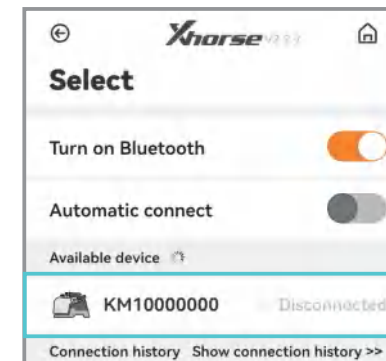 Xhorse
Select
Turn on Bluetooth
Automatic connect
Available device
KM10000000 Disconnected
Connection history Show connection history >>